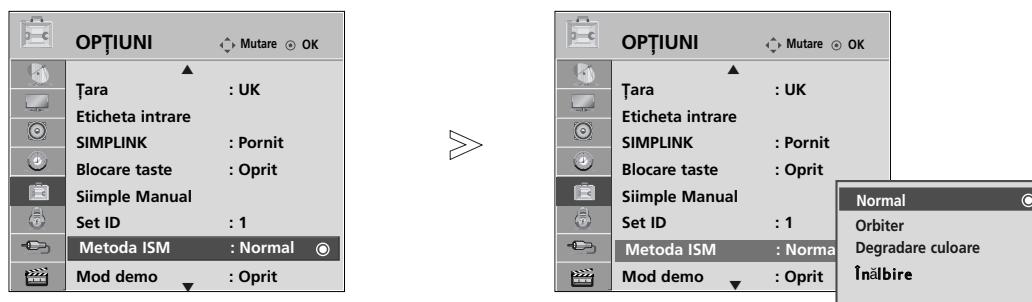 OPȚIUNI Mutare OK
Țara : UK
Eticheta intrare
SIMPLINK : Pornit
Blocare taste : Oprit
Siimple Manual
Set ID : 1
Metoda ISM : Normal
Mod demo : Oprit
OPȚIUNI Mutare OK
Țara : UK
Eticheta intrare
SIMPLINK : Pornit
Blocare taste : Oprit
Siimple Manual
Set ID : 1
Metoda ISM : Norma
Mod demo : Oprit
Normal
Orbiter
Degradare culoare
Înălbire